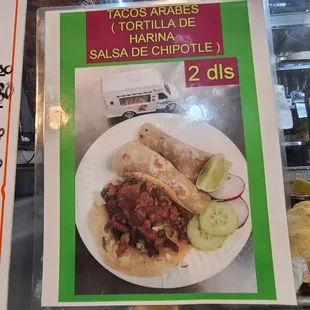 TACOS ARABES
( TORTILLA DE
HARINA
SALSA DE CHIPOTLE )
2 dls